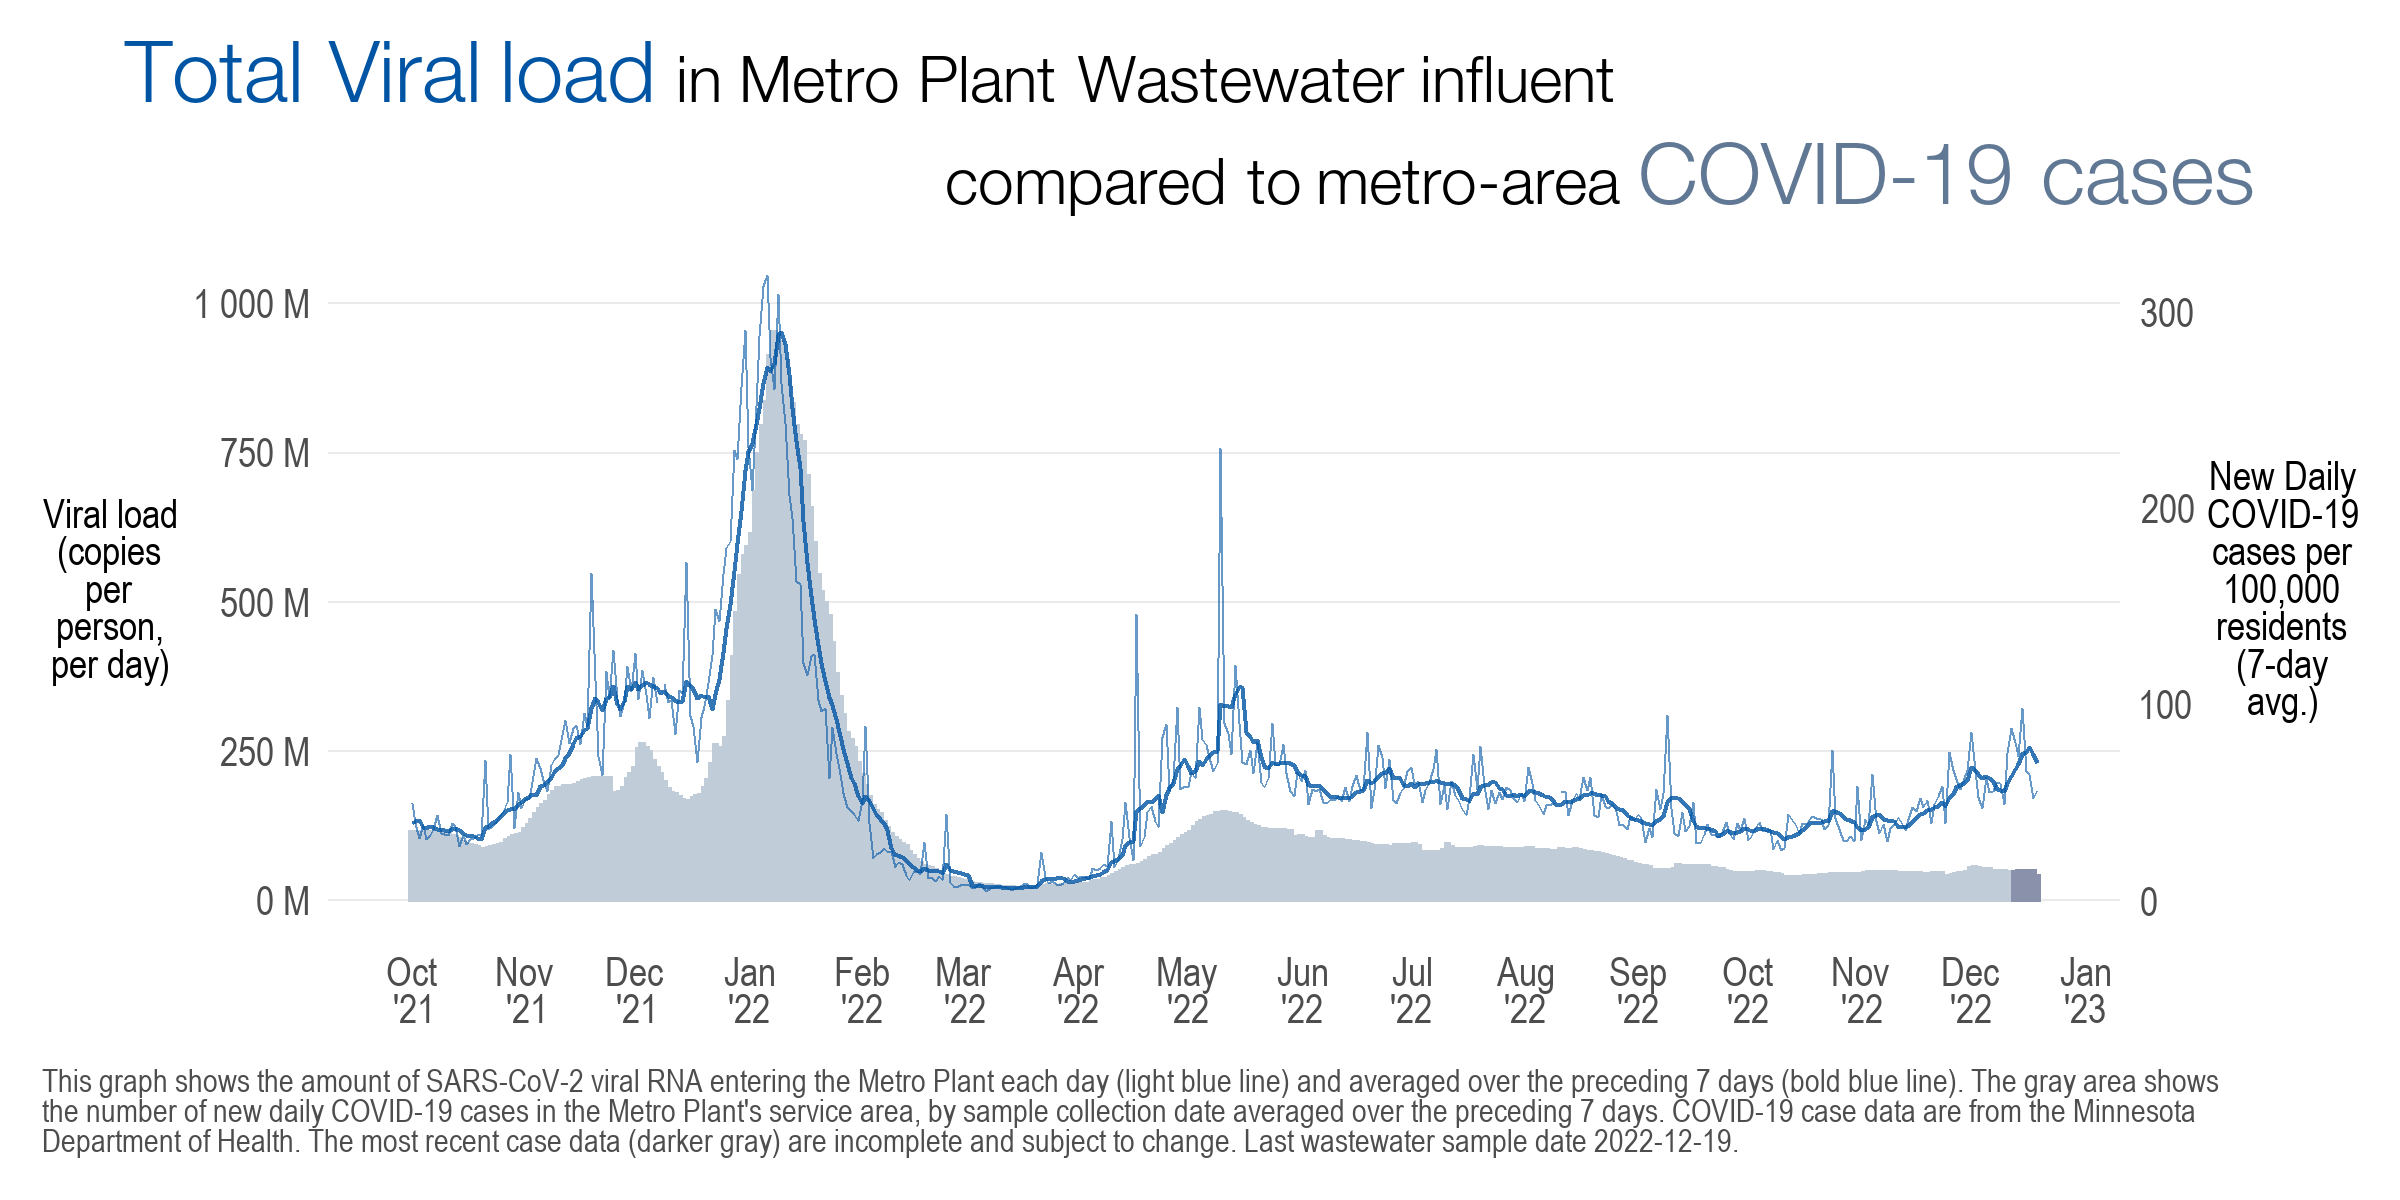 Total Viral load in Metro Plant Wastewater influent
compared to metro-area COVID-19 cases
1 000 M
750 M
500 M
250 M
0 M
Viral load
(copies
per
person,
per day)
300
200
100
0
New Daily
COVID-19
cases per
100,000
residents
(7-day
avg.)
Oct '21
Nov '21
Dec '21
Jan '22
Feb '22
Mar '22
Apr '22
May '22
Jun '22
Jul '22
Aug '22
Sep '22
Oct '22
Nov '22
Dec '22
Jan '23
This graph shows the amount of SARS-CoV-2 viral RNA entering the Metro Plant each day (light blue line) and averaged over the preceding 7 days (bold blue line). The gray area shows
the number of new daily COVID-19 cases in the Metro Plant's service area, by sample collection date averaged over the preceding 7 days. COVID-19 case data are from the Minnesota
Department of Health. The most recent case data (darker gray) are incomplete and subject to change. Last wastewater sample date 2022-12-19.